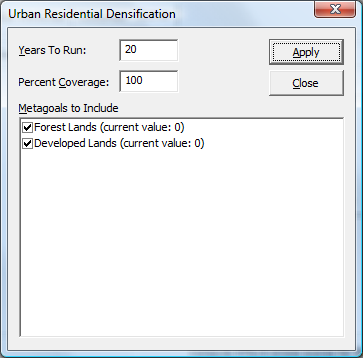 Urban Residential Densification
Years To Run: 20
Apply
Percent Coverage: 100
Close
Metagoals to Include
Forest Lands (current value: 0)
Developed Lands (current value: 0)